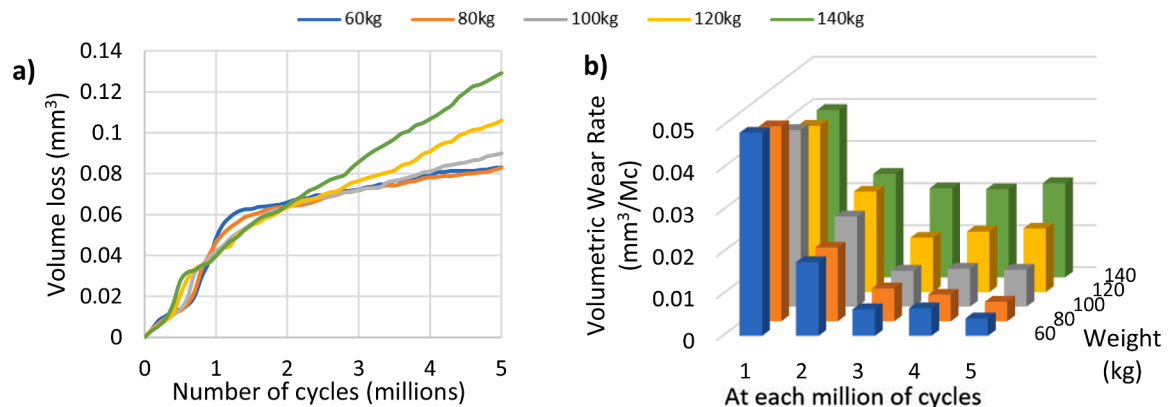 60kg 80kg 100kg 120kg 140kg
a)
Volume loss (mm³)
0.14
0.12
0.1
0.08
0.06
0.04
0.02
0
0 1 2 3 4 5
Number of cycles (millions)
b)
Volumetric Wear Rate
(mm³/Mc)
0.05
0.04
0.03
0.02
0.01
0
1 2 3 4 5
At each million of cycles
140
120
100
80
60
Weight
(kg)